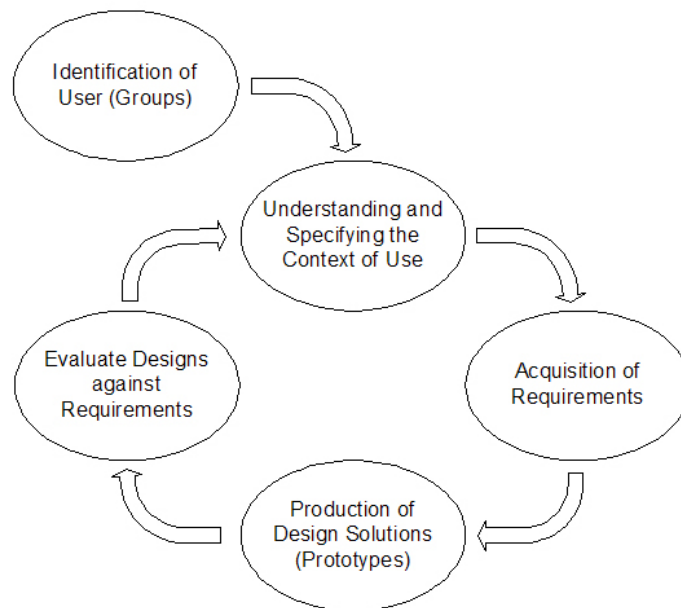 Identification of
User (Groups)
Understanding and
Specifying the
Context of Use
Evaluate Designs
against
Requirements
Acquisition of
Requirements
Production of
Design Solutions
(Prototypes)